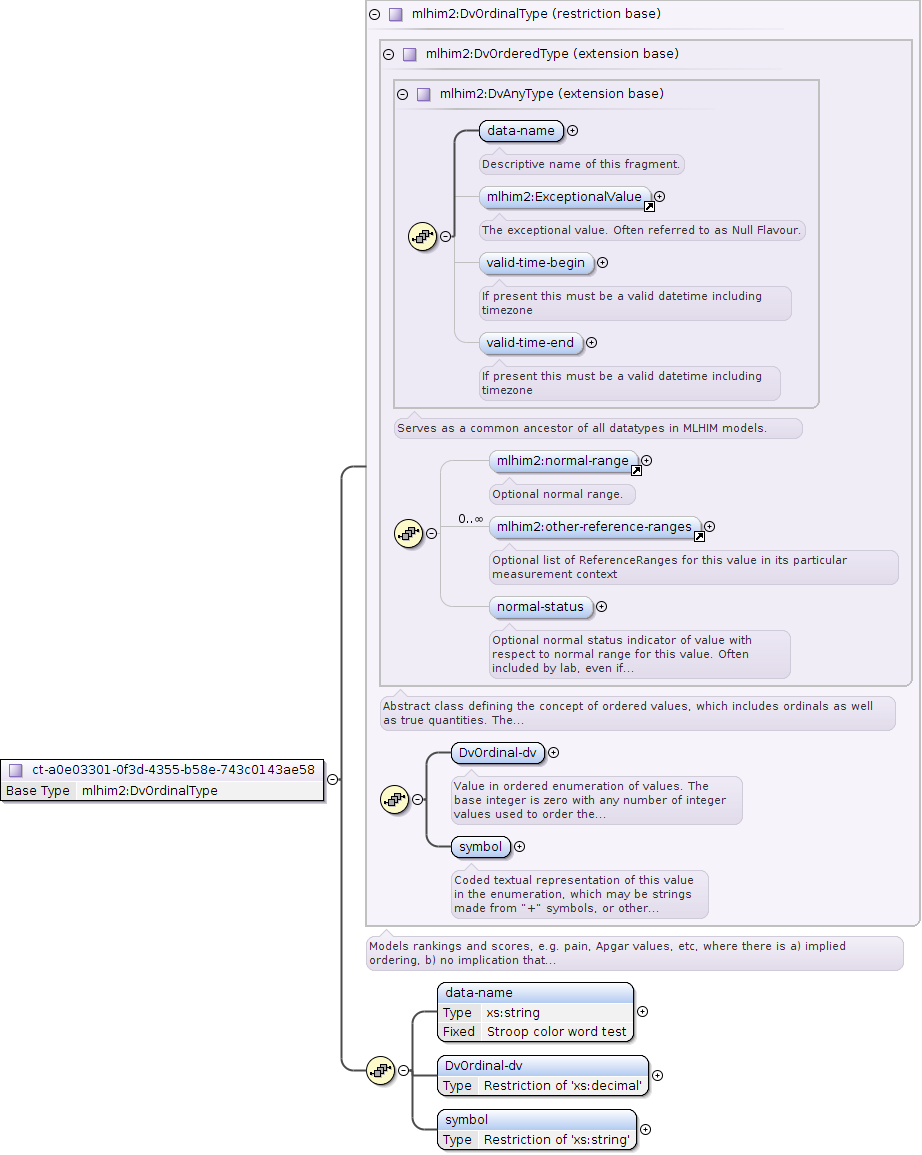 mlhim2:DvOrdinalType (restriction base)
mlhim2:DvOrderedType (extension base)
mlhim2:DvAnyType (extension base)
data-name
Descriptive name of this fragment.
mlhim2:ExceptionalValue
The exceptional value. Often referred to as Null Flavour.
valid-time-begin
If present this must be a valid datetime including
timezone
valid-time-end
If present this must be a valid datetime including
timezone
Serves as a common ancestor of all datatypes in MLHIM models.
mlhim2:normal-range
Optional normal range.
0..∞
mlhim2:other-reference-ranges
Optional list of ReferenceRanges for this value in its particular
measurement context
normal-status
Optional normal status indicator of value with
respect to normal range for this value. Often
included by lab, even if...
Abstract class defining the concept of ordered values, which includes ordinals as well
as true quantities. The...
DvOrdinal-dv
Value in ordered enumeration of values. The
base integer is zero with any number of integer
values used to order the...
symbol
Coded textual representation of this value
in the enumeration, which may be strings
made from "+" symbols, or other...
ct-a0e03301-0f3d-4355-b58e-743c0143ae58
Base Type mlhim2:DvOrdinalType
Models rankings and scores, e.g. pain, Apgar values, etc, where there is a) implied
ordering, b) no implication that...
data-name
Type xs:string
Fixed Stroop color word test
DvOrdinal-dv
Type Restriction of 'xs:decimal'
symbol
Type Restriction of 'xs:string'